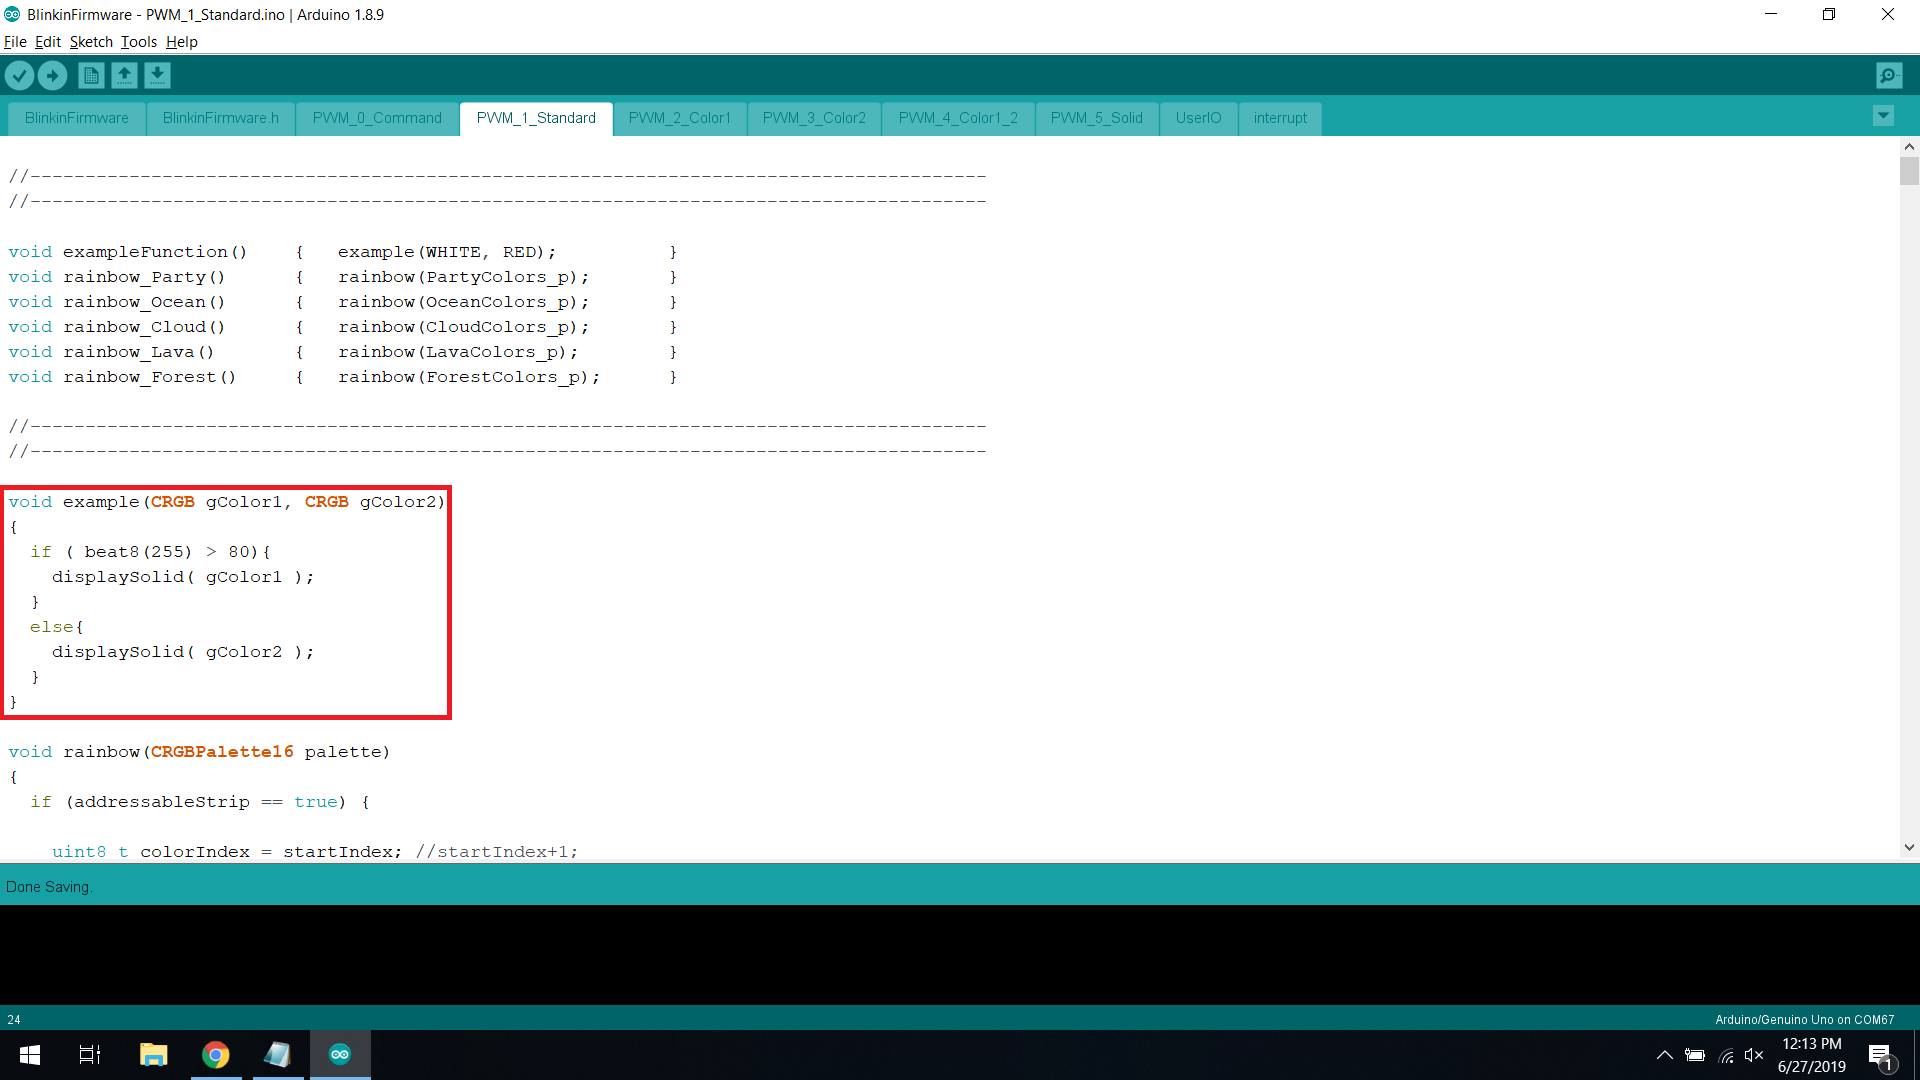 BlinkinFirmware - PWM_1_Standard.ino | Arduino 1.8.9
File Edit Sketch Tools Help
BlinkinFirmware BlinkinFirmware.h PWM_0_Command PWM_1_Standard PWM_2_Color1 PWM_3_Color2 PWM_4_Color1_2 PWM_5_Solid UserIO interrupt
//---------------------------------------------------------------------------------------
//---------------------------------------------------------------------------------------
void exampleFunction() { example(WHITE, RED); }
void rainbow_Party() { rainbow(PartyColors_p); }
void rainbow_Ocean() { rainbow(OceanColors_p); }
void rainbow_Cloud() { rainbow(CloudColors_p); }
void rainbow_Lava() { rainbow(LavaColors_p); }
void rainbow_Forest() { rainbow(ForestColors_p); }
//---------------------------------------------------------------------------------------
//---------------------------------------------------------------------------------------
void example(CRGB gColor1, CRGB gColor2)
{
if ( beat8(255) > 80){
displaySolid( gColor1 );
}
else{
displaySolid( gColor2 );
}
}
void rainbow(CRGBPalette16 palette)
{
if (addressableStrip == true) {
uint8_t colorIndex = startIndex; //startIndex+1;
Done Saving.
24 Arduino/Genuino Uno on COM67
12:13 PM
6/27/2019
1